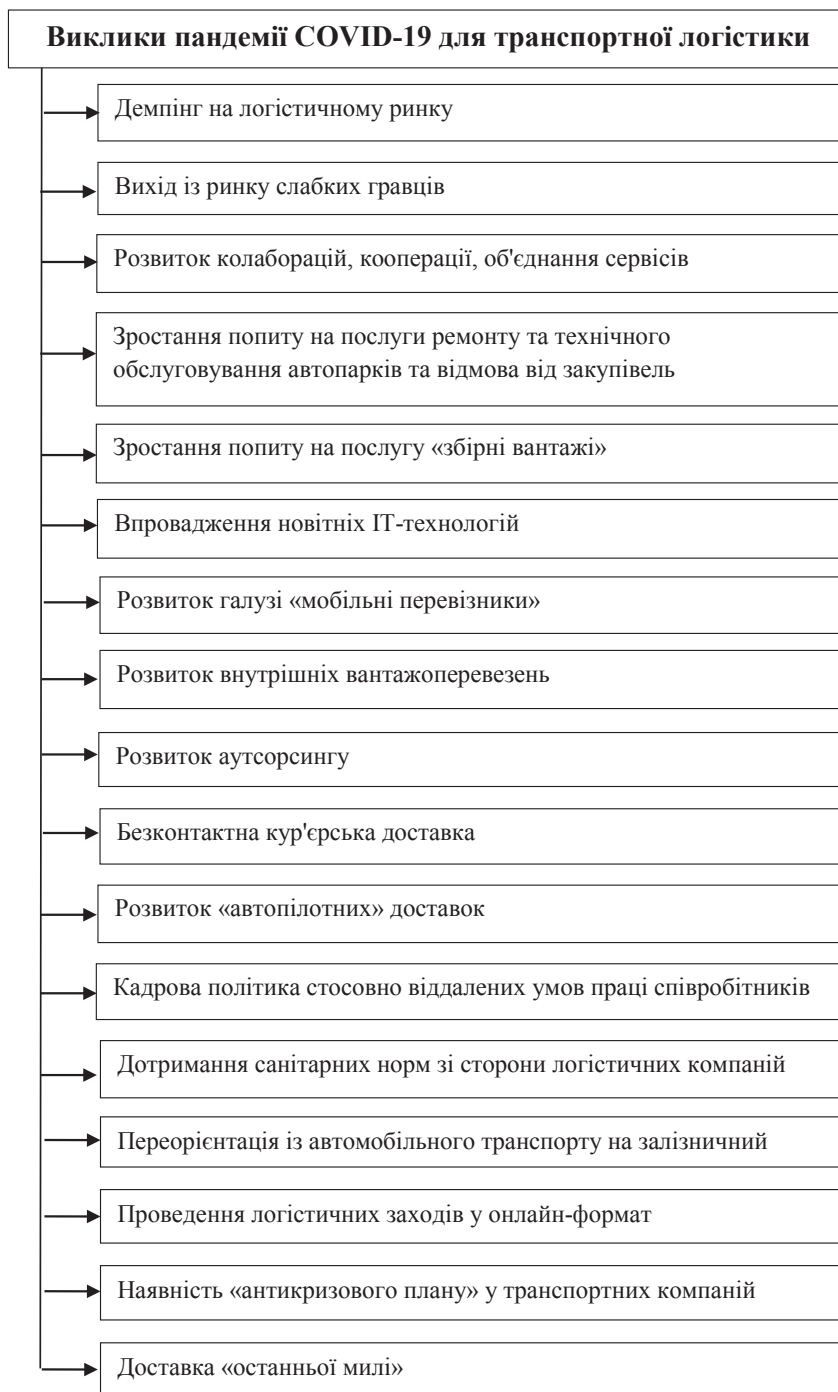 Виклики пандемії COVID-19 для транспортної логістики
Демпінг на логістичному ринку
Вихід із ринку слабких гравців
Розвиток колаборацій, кооперації, об'єднання сервісів
Зростання попиту на послуги ремонту та технічного
обслуговування автопарків та відмова від закупівель
Зростання попиту на послугу «збірні вантажі»
Впровадження новітніх IT-технологій
Розвиток галузі «мобільні перевізники»
Розвиток внутрішніх вантажоперевезень
Розвиток аутсорсингу
Безконтактна кур'єрська доставка
Розвиток «автопілотних» доставок
Кадрова політика стосовно віддалених умов праці співробітників
Дотримання санітарних норм зі сторони логістичних компаній
Переорієнтація із автомобільного транспорту на залізничний
Проведення логістичних заходів у онлайн-формат
Наявність «антикризового плану» у транспортних компаній
Доставка «останньої милі»